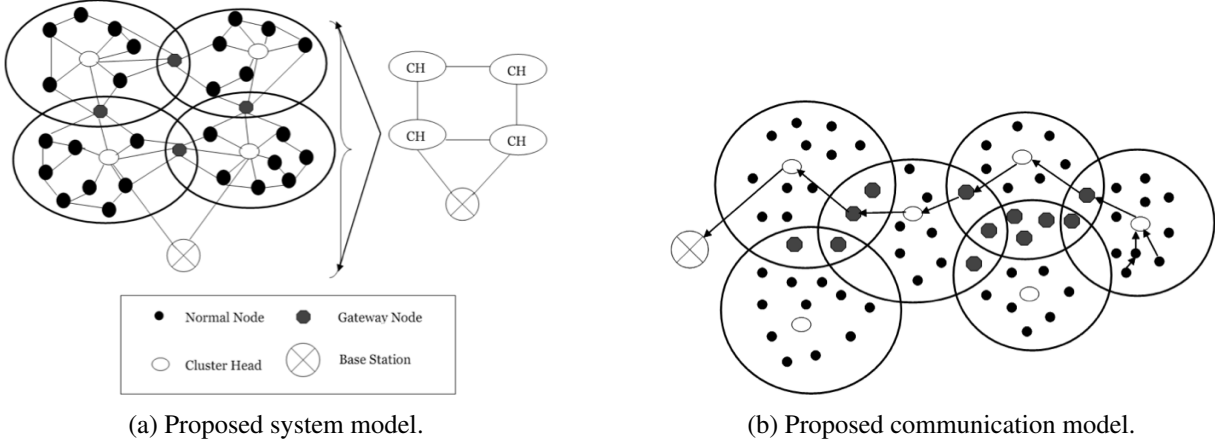 CH CH
CH CH
Normal Node Gateway Node
Cluster Head Base Station
(a) Proposed system model. (b) Proposed communication model.